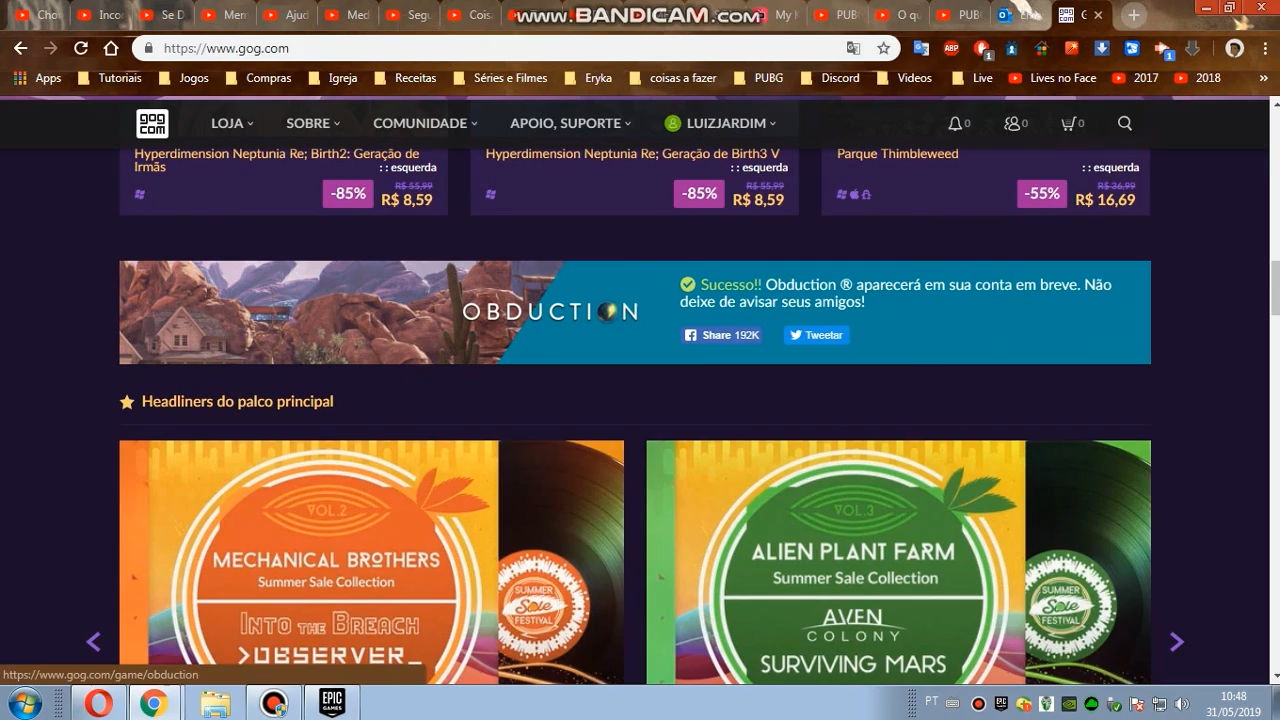 Cho
Inco
Se D
Mem
Ajud
Med
Segu
Coisa
www.BANDICAM.com
My
PUB
O qu
PUB
G
https://www.gog.com
ABP
1
1
Apps
Tutoriais
Jogos
Compras
Igreja
Receitas
Séries e Filmes
Eryka
coisas a fazer
PUBG
Discord
Videos
Live
Lives no Face
2017
2018
»
gog
com
LOJA
SOBRE
COMUNIDADE
APOIO, SUPORTE
LUIZJARDIM
0
0
0
Hyperdimension Neptunia Re; Birth2: Geração de
Irmãs
: : esquerda
-85%
R$ 55,99
R$ 8,59
Hyperdimension Neptunia Re; Geração de Birth3 V
: : esquerda
-85%
R$ 55,99
R$ 8,59
Parque Thimbleweed
: : esquerda
-55%
R$ 36,99
R$ 16,69
OBDUCTION
Sucesso!! Obduction ® aparecerá em sua conta em breve. Não
deixe de avisar seus amigos!
Share 192K
Tweetar
Headliners do palco principal
VOL.2
MECHANICAL BROTHERS
Summer Sale Collection
INTO THE BREACH
>OBSERVER_
SUMMER
Sale
FESTIVAL
VOL.3
ALIEN PLANT FARM
Summer Sale Collection
AVEN
COLONY
SURVIVING MARS
SUMMER
Sale
FESTIVAL
https://www.gog.com/game/obduction
EPIC
GAMES
PT
10:48
31/05/2019